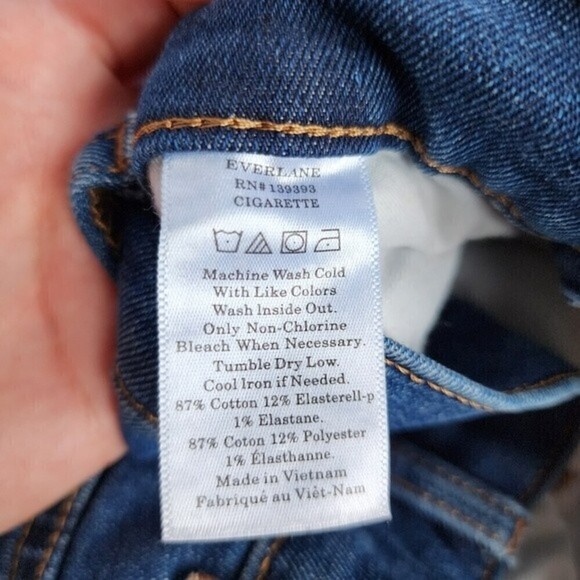 EVERLANE
RN# 139393
CIGARETTE
Machine Wash Cold
With Like Colors
Wash Inside Out.
Only Non-Chlorine
Bleach When Necessary.
Tumble Dry Low.
Cool Iron if Needed.
87% Cotton 12% Elasterell-p
1% Elastane.
87% Coton 12% Polyester
1% Élasthanne.
Made in Vietnam
Fabriqué au Viêt-Nam